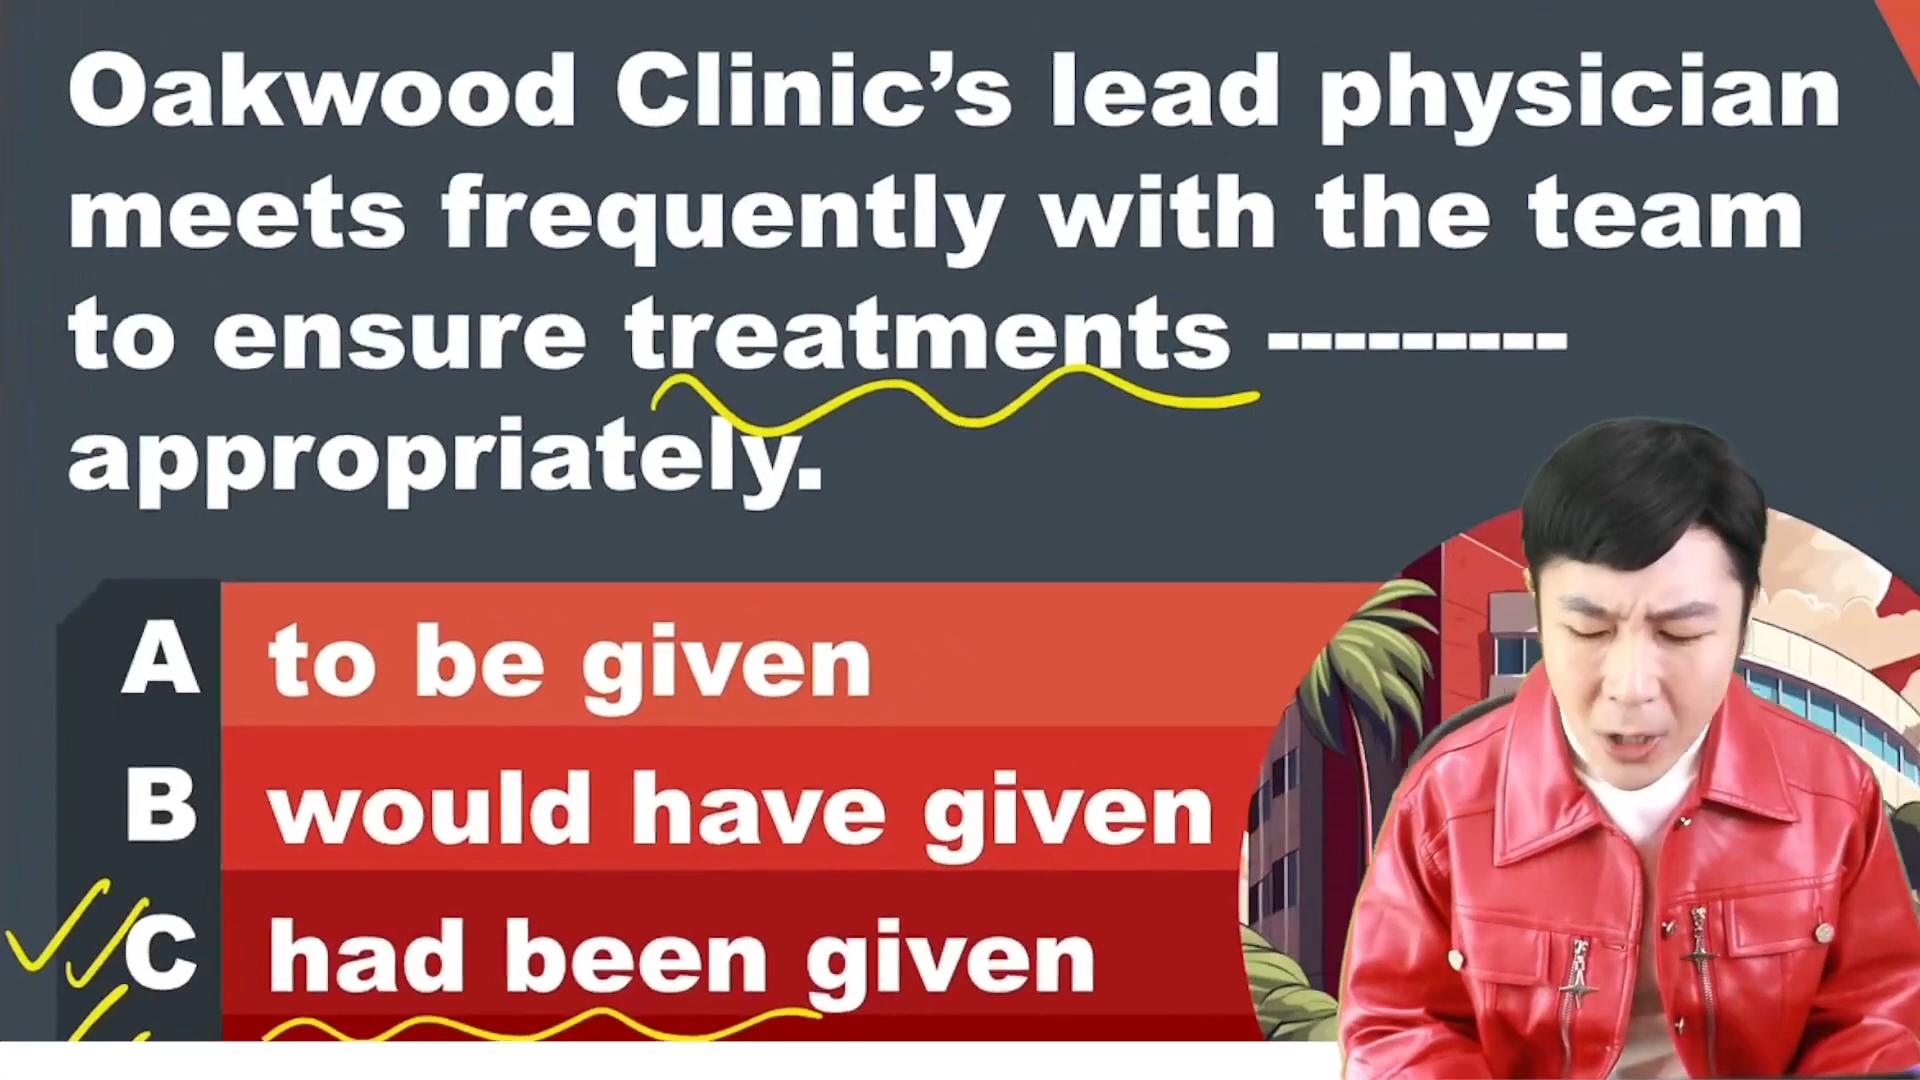 Oakwood Clinic’s lead physician
meets frequently with the team
to ensure treatments ---------
appropriately.
A to be given
B would have given
C had been given